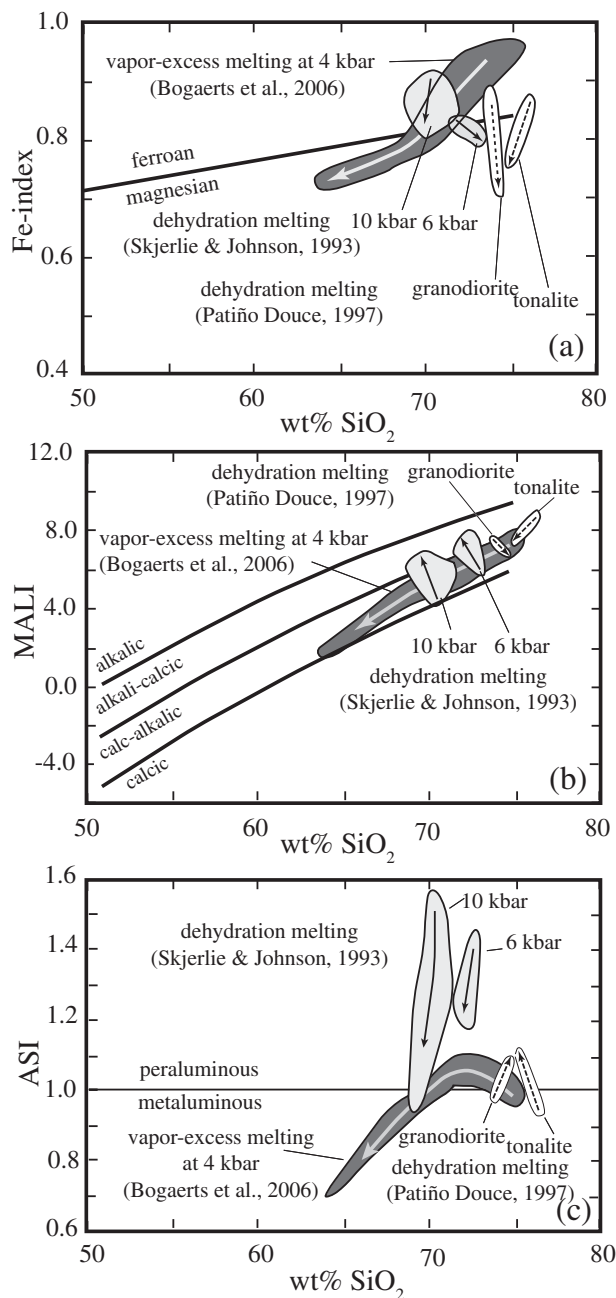 1.0
vapor-excess melting at 4 kbar
(Bogaerts et al., 2006)
0.8
ferroan
magnesian
Fe-index
dehydration melting
(Skjerlie & Johnson, 1993)
10 kbar
6 kbar
0.6
dehydration melting
(Patiño Douce, 1997)
granodiorite
tonalite
(a)
0.4
50
60
70
80
wt% SiO₂
12.0
dehydration melting
(Patiño Douce, 1997)
granodiorite
tonalite
8.0
vapor-excess melting at 4 kbar
(Bogaerts et al., 2006)
4.0
MALI
10 kbar
6 kbar
alkalic
0.0
alkali-calcic
dehydration melting
(Skjerlie & Johnson, 1993)
calc-alkalic
-4.0
calcic
(b)
50
60
70
80
wt% SiO₂
1.6
10 kbar
dehydration melting
(Skjerlie & Johnson, 1993)
6 kbar
1.4
1.2
ASI
peraluminous
1.0
metaluminous
granodiorite
tonalite
vapor-excess melting
at 4 kbar
(Bogaerts et al., 2006)
0.8
dehydration melting
(Patiño Douce, 1997)
(c)
0.6
50
60
70
80
wt% SiO₂